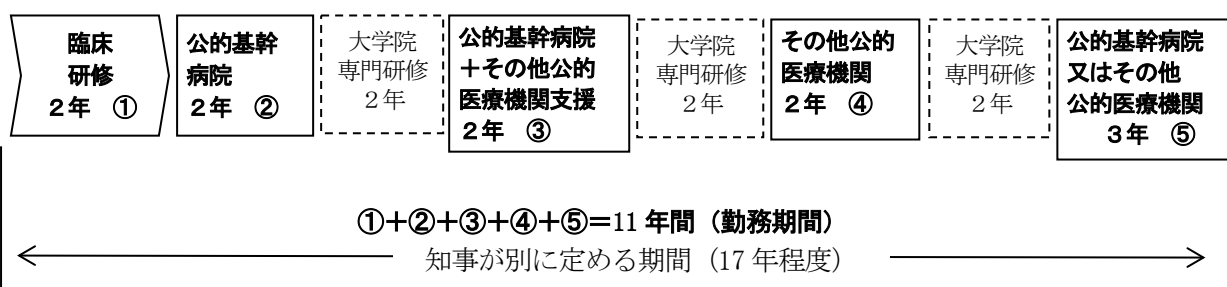 臨床
研修
2年 ①
公的基幹
病院
2年 ②
大学院
専門研修
2年
公的基幹病院
＋その他公的
医療機関支援
2年 ③
大学院
専門研修
2年
その他公的
医療機関
2年 ④
大学院
専門研修
2年
公的基幹病院
又はその他
公的医療機関
3年 ⑤
①＋②＋③＋④＋⑤＝11年間（勤務期間）
知事が別に定める期間（17年程度）